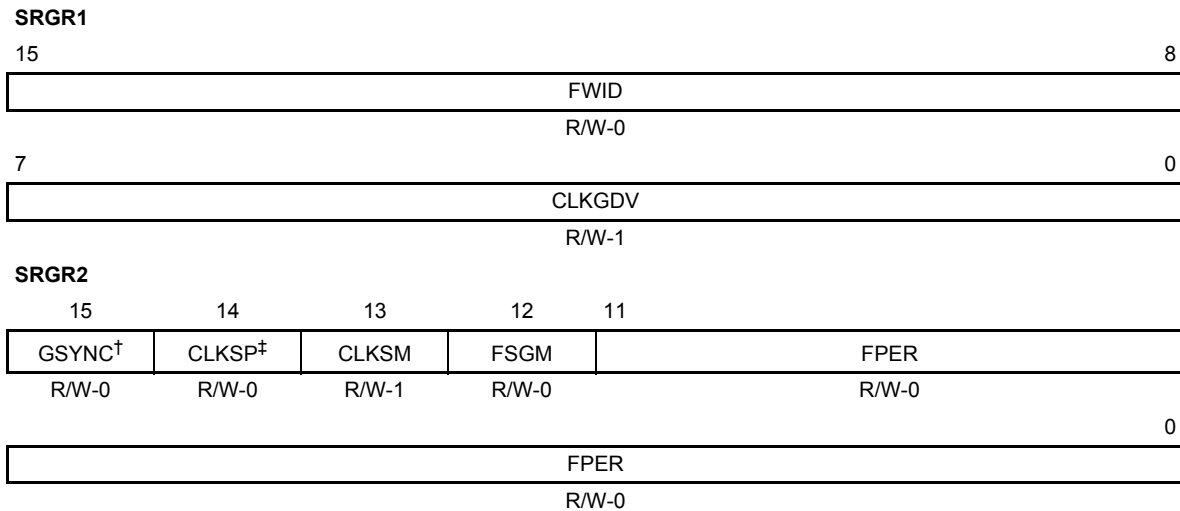 SRGR1
15 8
FWID
R/W-0
7 0
CLKGDV
R/W-1
SRGR2
15 14 13 12 11
GSYNC† CLKSP‡ CLKSM FSGM FPER
R/W-0 R/W-0 R/W-1 R/W-0 R/W-0
0
FPER
R/W-0